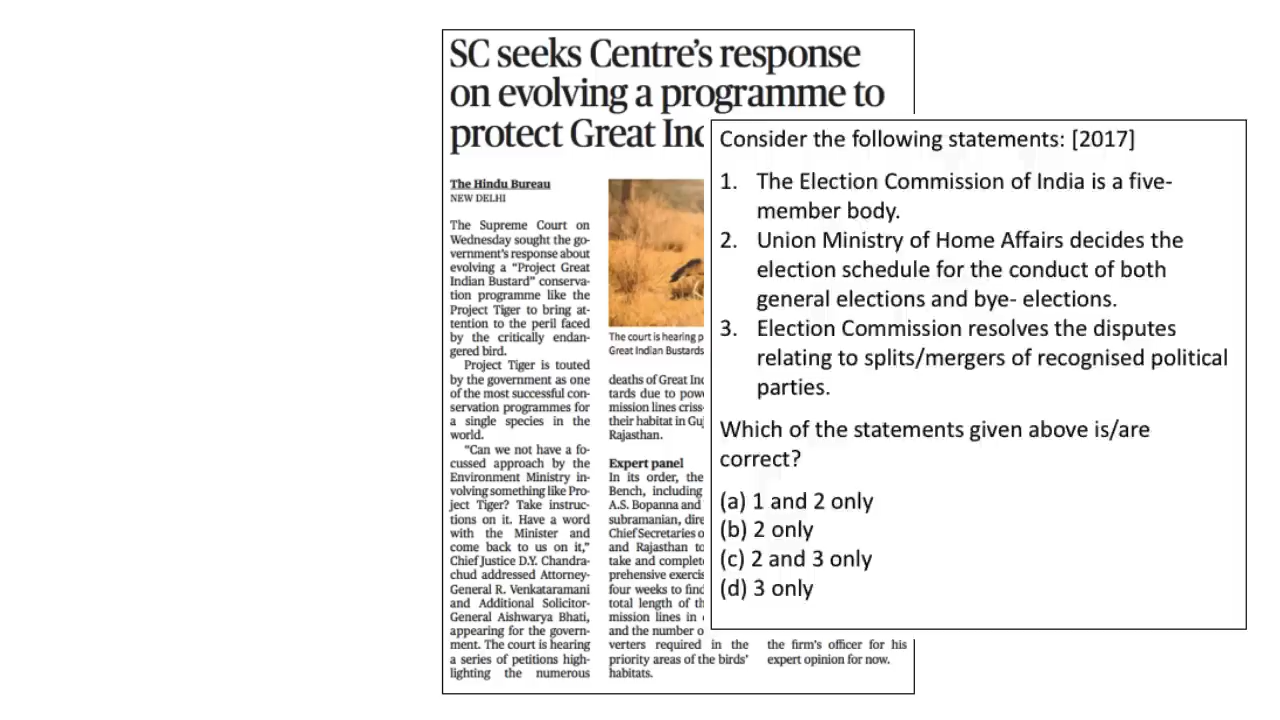 SC seeks Centre's response
on evolving a programme to
protect Great
The Hindu Bureau
NEW DELHI
The Supreme Court on
Wednesday sought the go-
vernment's response about
evolving a “Project Great
Indian Bustard” conserva-
tion programme like the
Project Tiger to bring at-
tention to the peril faced
by the critically endan-
gered bird.
Project Tiger is touted
by the government as one
of the most successful con-
servation programmes for
a single species in the
world.
“Can we not have a fo-
cussed approach by the
Environment Ministry in-
volving something like Pro-
ject Tiger? Take instruc-
tions on it. Have a word
with the Minister and
come back to us on it,”
Chief Justice D.Y. Chandra-
chud addressed Attorney-
General R. Venkataramani
and Additional Solicitor-
General Aishwarya Bhati,
appearing for the govern-
ment. The court is hearing
a series of petitions high-
lighting the numerous
The court is hearing
Great Indian Bustards
deaths of Great
tards due to
mission lines
their habitat in
Rajasthan.
Expert panel
In its order, the
Bench, including
A.S. Bopanna and
subramanian,
Chief Secretaries
and Rajasthan to
take and
prehensive
four weeks to find
total length of
mission lines in
and the number
verters required in the
priority areas of the birds'
habitats.
the firm's officer for his
expert opinion for now.
Consider the following statements: [2017]
1. The Election Commission of India is a five-
member body.
2. Union Ministry of Home Affairs decides the
election schedule for the conduct of both
general elections and bye- elections.
3. Election Commission resolves the disputes
relating to splits/mergers of recognised political
parties.
Which of the statements given above is/are
correct?
(a) 1 and 2 only
(b) 2 only
(c) 2 and 3 only
(d) 3 only